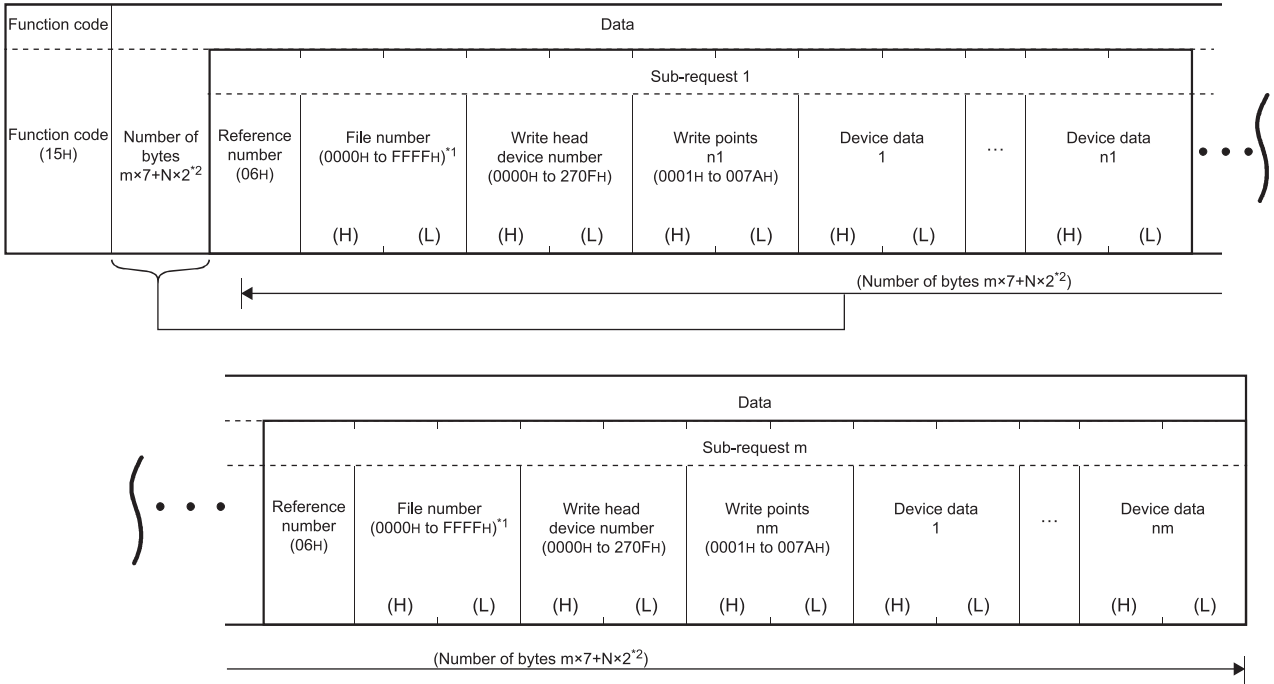 Function code
Data
Sub-request 1
Function code
(15H)
Number of
bytes
m×7+N×2*2
Reference
number
(06H)
File number
(0000H to FFFFH)*1
(H) (L)
Write head
device number
(0000H to 270FH)
(H) (L)
Write points
n1
(0001H to 007AH)
(H) (L)
Device data
1
(H) (L)
...
Device data
n1
(H) (L)
(Number of bytes m×7+N×2*2)
Data
Sub-request m
Reference
number
(06H)
File number
(0000H to FFFFH)*1
(H) (L)
Write head
device number
(0000H to 270FH)
(H) (L)
Write points
nm
(0001H to 007AH)
(H) (L)
Device data
1
(H) (L)
...
Device data
nm
(H) (L)
(Number of bytes m×7+N×2*2)